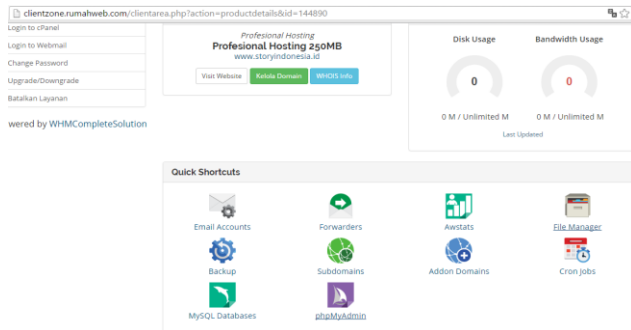 clientzone.rumahweb.com/clientarea.php?action=productdetails&id=144890
Login to cPanel
Login to Webmail
Change Password
Upgrade/Downgrade
Batalkan Layanan
wered by WHMCompleteSolution
Profesional Hosting
Profesional Hosting 250MB
www.storyindonesia.id
Visit Website Kelola Domain WHOIS Info
Disk Usage Bandwidth Usage
0 0
0 M / Unlimited M 0 M / Unlimited M
Last Updated
Quick Shortcuts
Email Accounts Forwarders Awstats File Manager
Backup Subdomains Addon Domains Cron Jobs
MySQL Databases phpMyAdmin